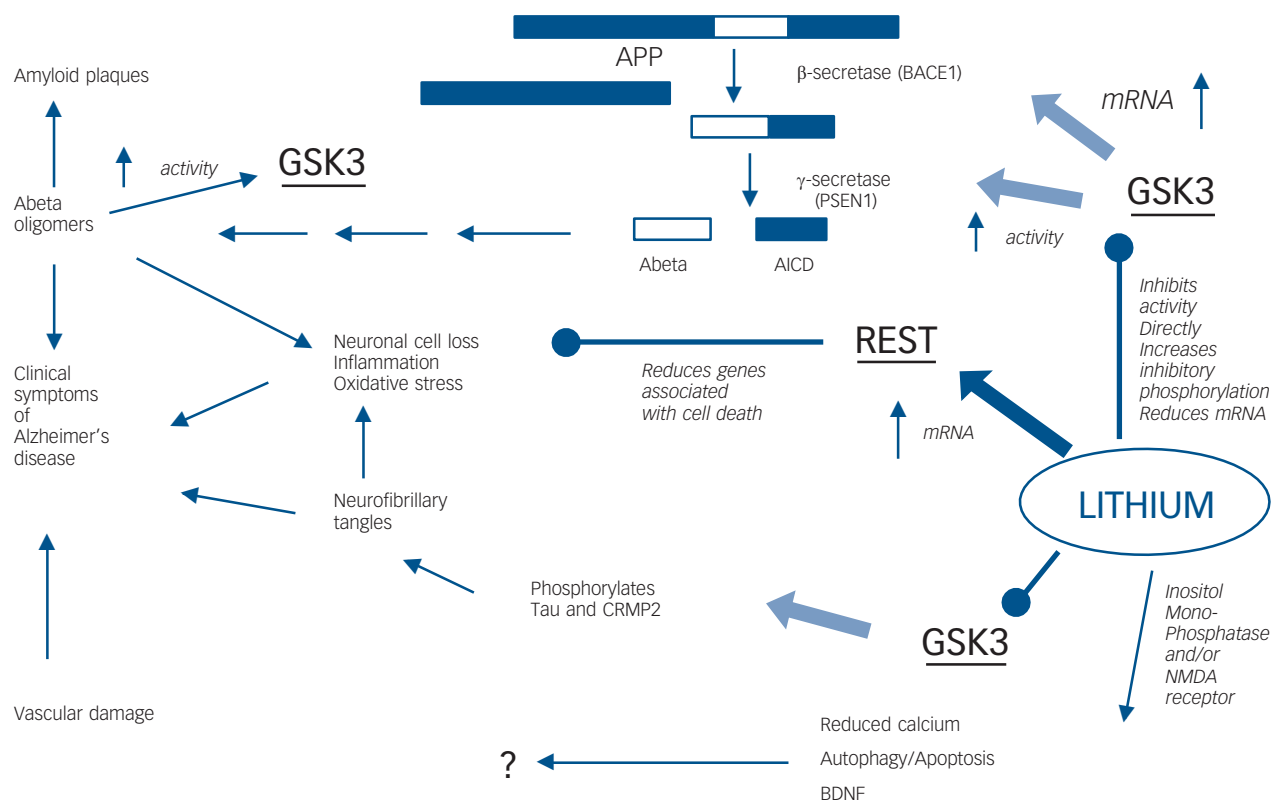 APP
β-secretase (BACE1)
Amyloid plaques
mRNA
activity
GSK3
γ-secretase
(PSEN1)
GSK3
Abeta
oligomers
activity
Abeta
AICD
Inhibits
activity
Directly
Increases
inhibitory
phosphorylation
Reduces mRNA
Neuronal cell loss
Inflammation
Oxidative stress
REST
Reduces genes
associated
with cell death
mRNA
Clinical
symptoms
of
Alzheimer's
disease
Neurofibrillary
tangles
LITHIUM
Phosphorylates
Tau and CRMP2
GSK3
Inositol
Mono-
Phosphatase
and/or
NMDA
receptor
Vascular damage
Reduced calcium
Autophagy/Apoptosis
BDNF
?